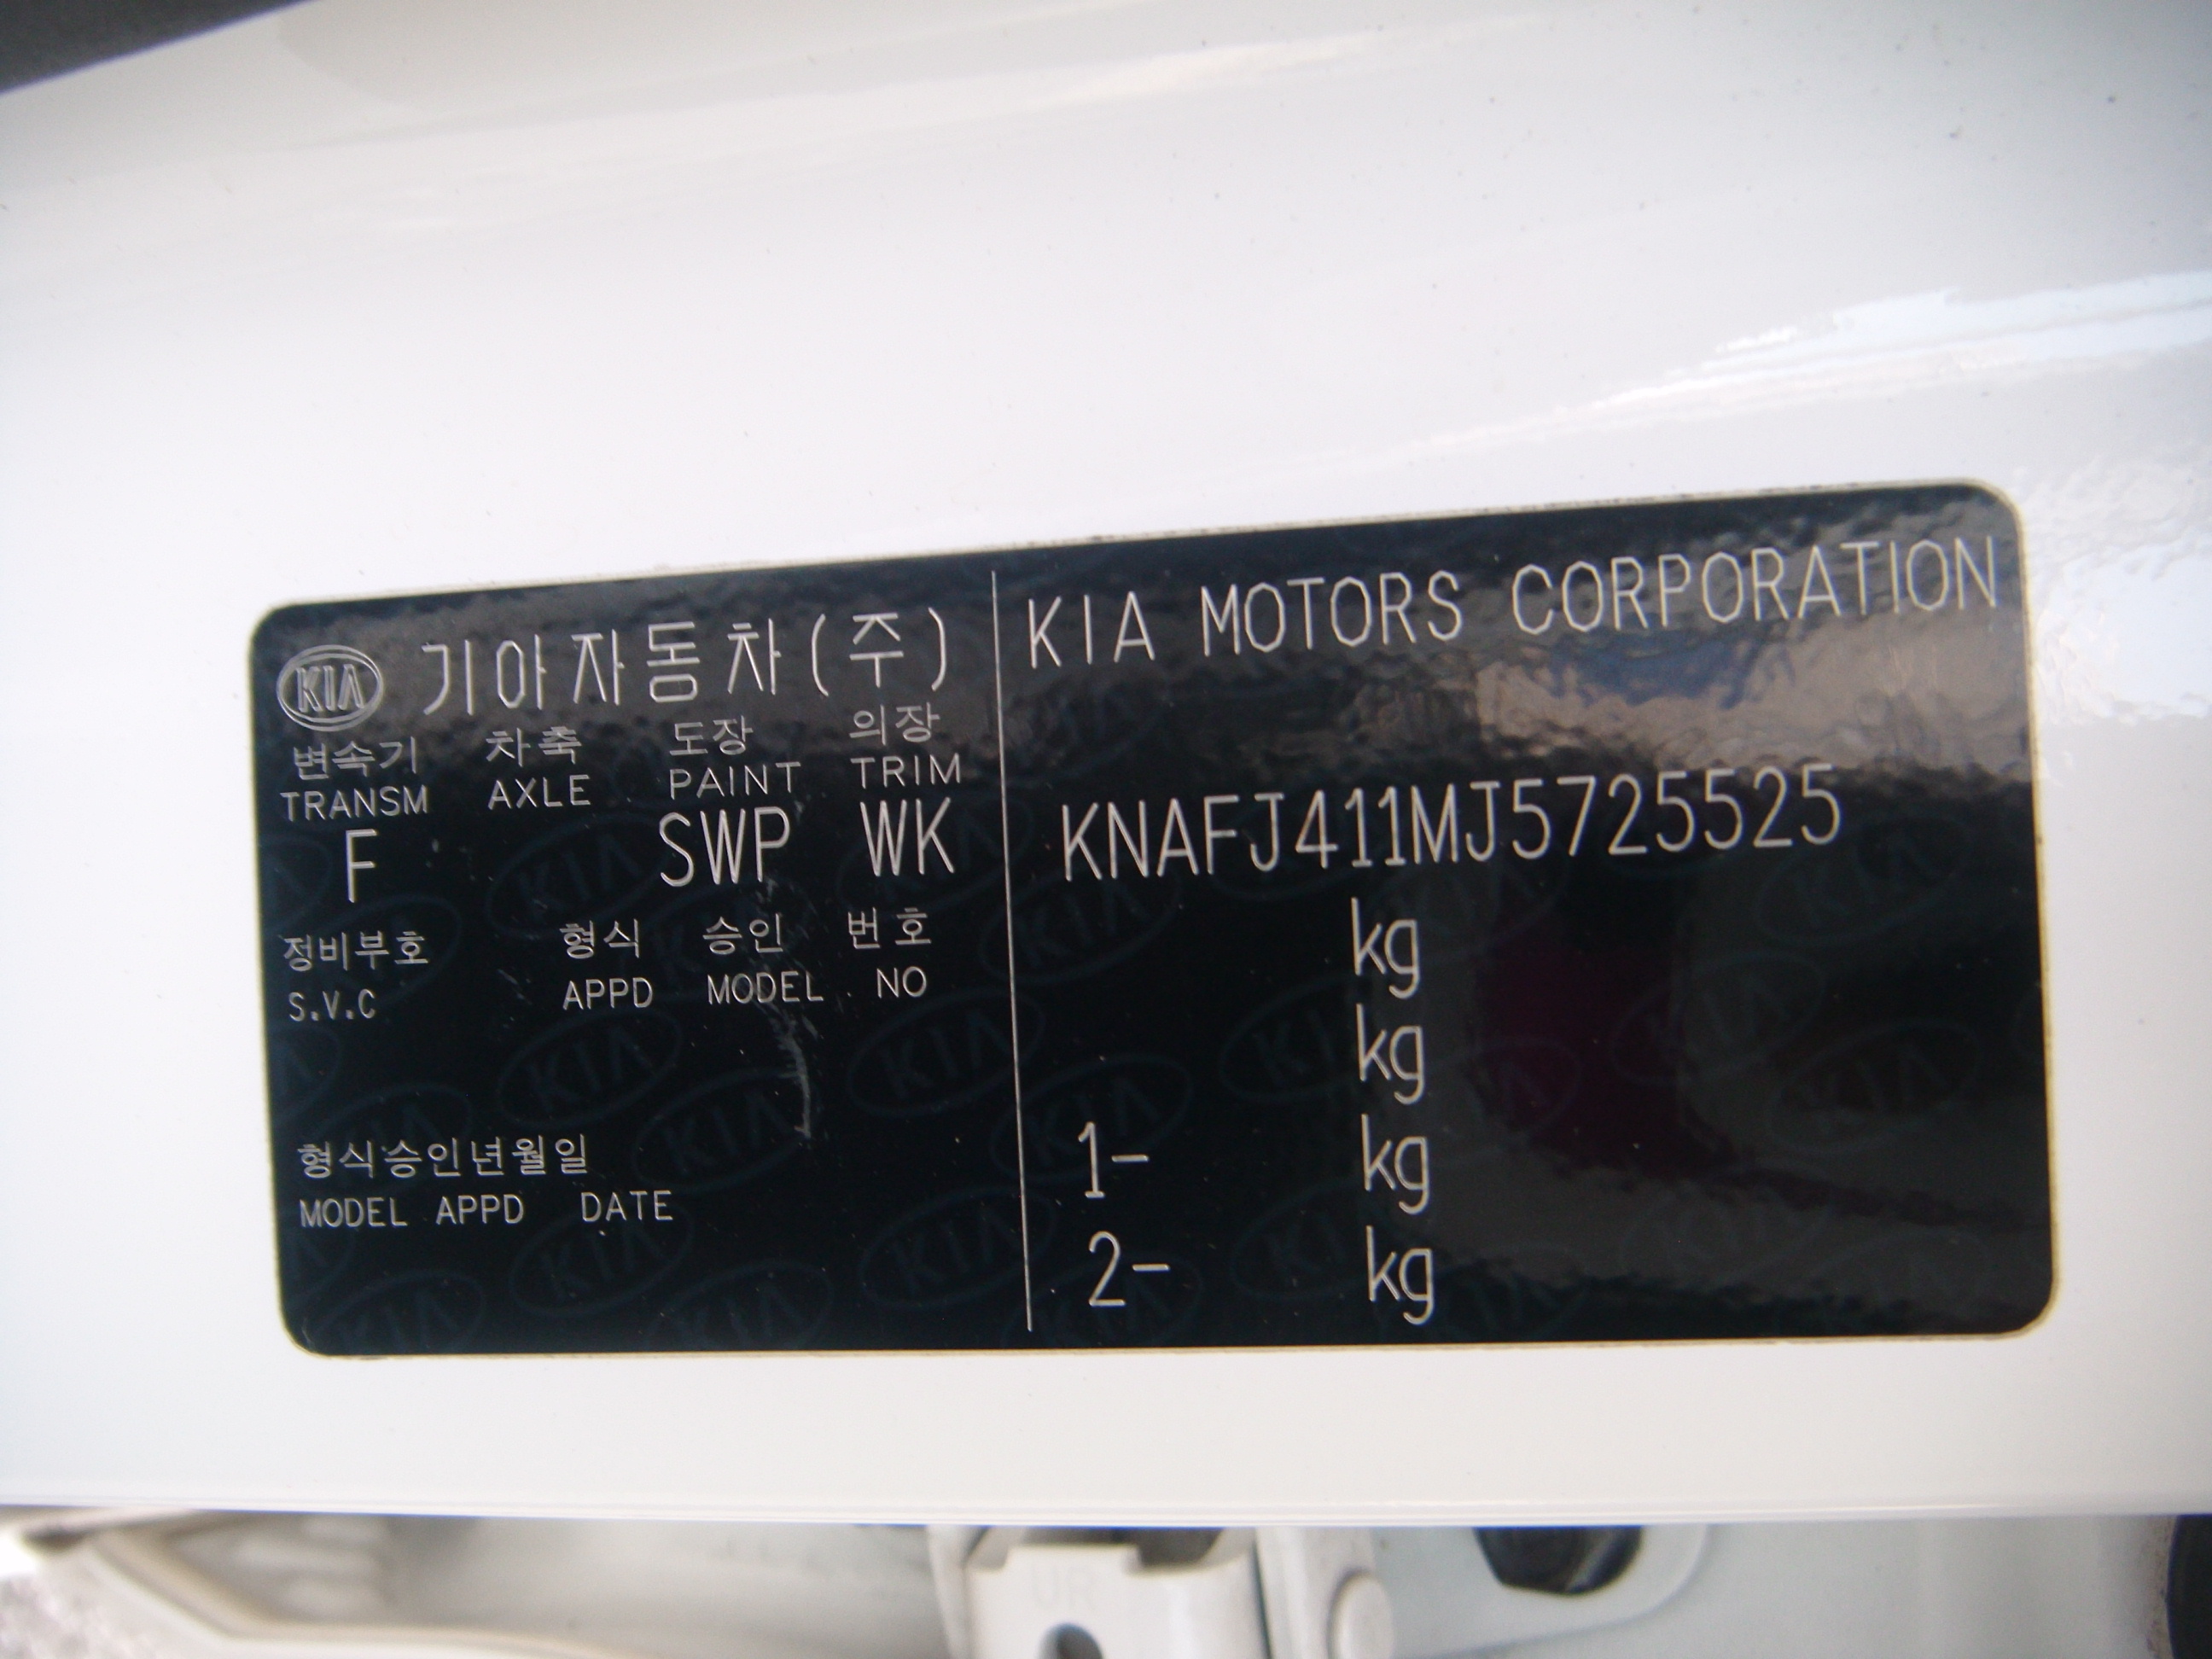 KIA 기아자동차(주)
변속기 차축 도장 의장
TRANSM AXLE PAINT TRIM
F SWP WK
정비부호 형식 승인 번호
S.V.C APPD MODEL NO
형식승인년월일
MODEL APPD DATE
KIA MOTORS CORPORATION
KNAFJ411MJ5725525
kg
kg
1- kg
2- kg
UR